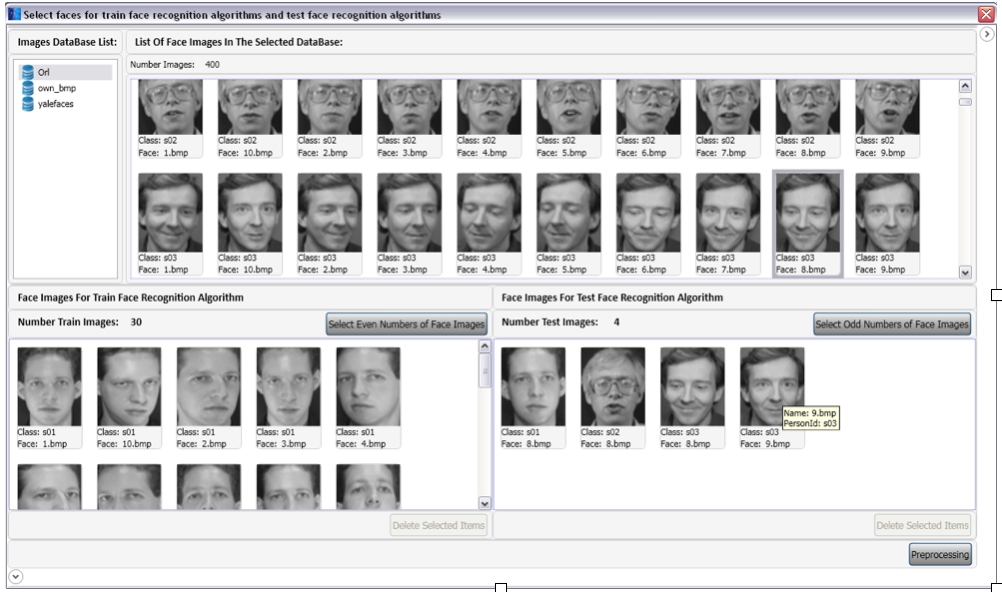 Select faces for train face recognition algorithms and test face recognition algorithms
Images DataBase List:
List Of Face Images In The Selected DataBase:
Orl
own_bmp
yalefaces
Number Images: 400
Class: s02 Class: s02 Class: s02 Class: s02 Class: s02 Class: s02 Class: s02 Class: s02 Class: s02 Class: s02
Face: 1.bmp Face: 10.bmp Face: 2.bmp Face: 3.bmp Face: 4.bmp Face: 5.bmp Face: 6.bmp Face: 7.bmp Face: 8.bmp Face: 9.bmp
Class: s03 Class: s03 Class: s03 Class: s03 Class: s03 Class: s03 Class: s03 Class: s03 Class: s03 Class: s03
Face: 1.bmp Face: 10.bmp Face: 2.bmp Face: 3.bmp Face: 4.bmp Face: 5.bmp Face: 6.bmp Face: 7.bmp Face: 8.bmp Face: 9.bmp
Face Images For Train Face Recognition Algorithm
Number Train Images: 30
Select Even Numbers of Face Images
Class: s01 Class: s01 Class: s01 Class: s01 Class: s01
Face: 1.bmp Face: 10.bmp Face: 2.bmp Face: 3.bmp Face: 4.bmp
Delete Selected Items
Face Images For Test Face Recognition Algorithm
Number Test Images: 4
Select Odd Numbers of Face Images
Class: s01 Class: s02 Class: s03 Class: s03
Face: 8.bmp Face: 8.bmp Face: 8.bmp Face: 9.bmp
Name: 9.bmp
PersonId: s03
Delete Selected Items
Preprocessing